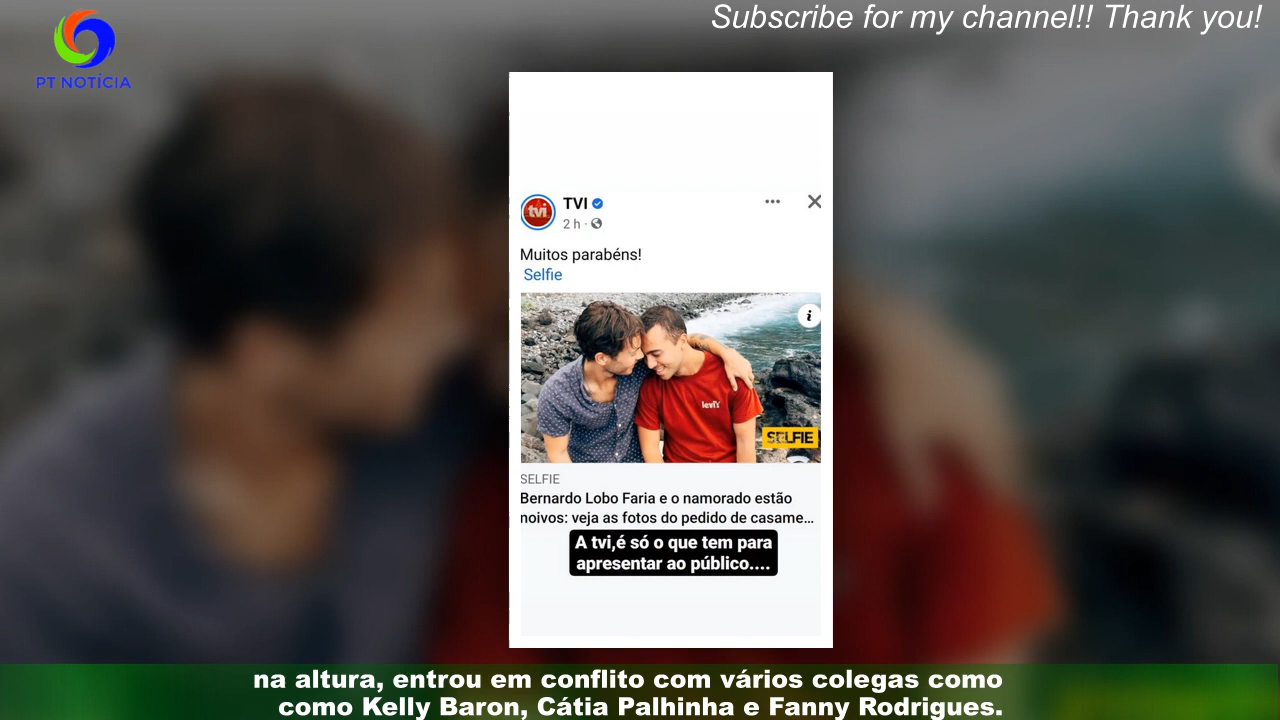 Subscribe for my channel!! Thank you!
PT NOTÍCIA
tvi
TVI
2 h ·
Muitos parabéns!
Selfie
levi's
SELFIE
SELFIE
Bernardo Lobo Faria e o namorado estão
noivos: veja as fotos do pedido de casame...
A tvi,é só o que tem para
apresentar ao público....
na altura, entrou em conflito com vários colegas como
como Kelly Baron, Cátia Palhinha e Fanny Rodrigues.